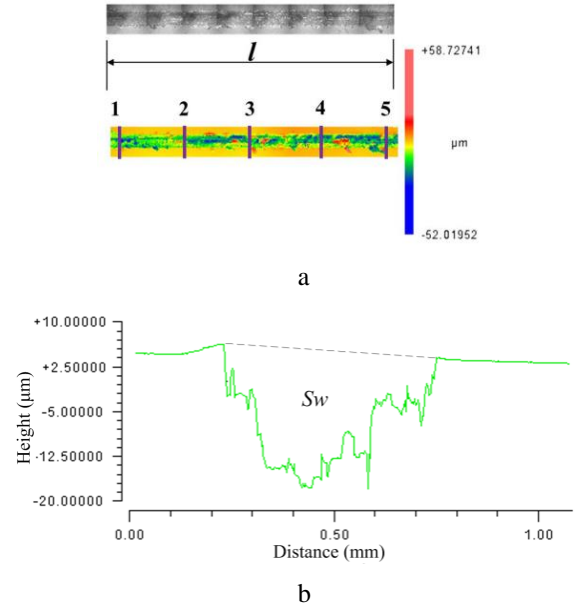 +58.72741
l
1 2 3 4 5
µm
-52.01952
a
+10.00000
+2.50000
-5.00000
-12.50000
-20.00000
Height (µm)
Sw
0.00 0.50 1.00
Distance (mm)
b